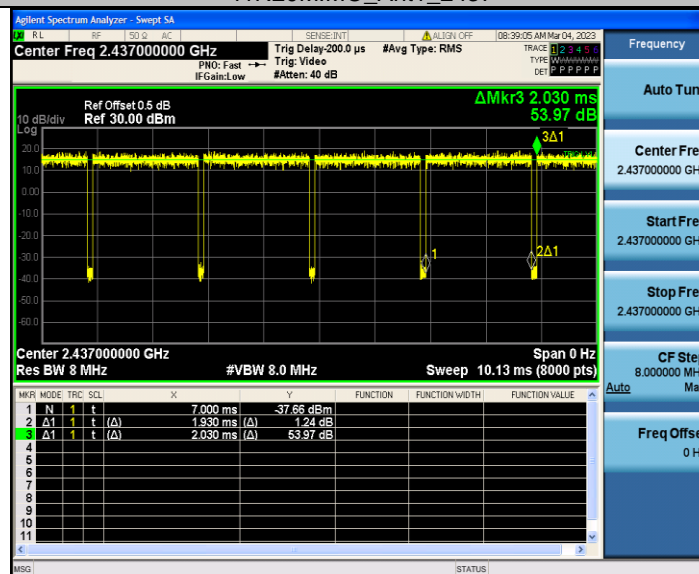 Agilent Spectrum Analyzer - Swept SA
RL RF 50 Ω AC SENSE:INT ALIGN OFF 08:39:05 AM Mar 04, 2023
Center Freq 2.437000000 GHz
Trig Delay-200.0 µs #Avg Type: RMS
TRACE 1 2 3 4 5 6
PNO: Fast Trig: Video
TYPE WWWWWW
IFGain:Low #Atten: 40 dB
DET P P P P P P
Frequency
Auto Tun
ΔMkr3 2.030 ms
53.97 dB
Ref Offset 0.5 dB
10 dB/div Ref 30.00 dBm
Log
20.0
10.0
0.00
-10.0
-20.0
-30.0
-40.0
-50.0
-60.0
3Δ1
1
2Δ1
Center Fre
2.437000000 GH
Start Fre
2.437000000 GH
Stop Fre
2.437000000 GH
Center 2.437000000 GHz Span 0 Hz
Res BW 8 MHz #VBW 8.0 MHz Sweep 10.13 ms (8000 pts)
CF Ste
8.000000 MH
Auto Ma
Freq Offse
0 H
MKR MODE TRC SCL X Y FUNCTION FUNCTION WIDTH FUNCTION VALUE
1 N 1 t 7.000 ms -37.66 dBm
2 Δ1 1 t (Δ) 1.930 ms (Δ) 1.24 dB
3 Δ1 1 t (Δ) 2.030 ms (Δ) 53.97 dB
4
5
6
7
8
9
10
11
MSG STATUS